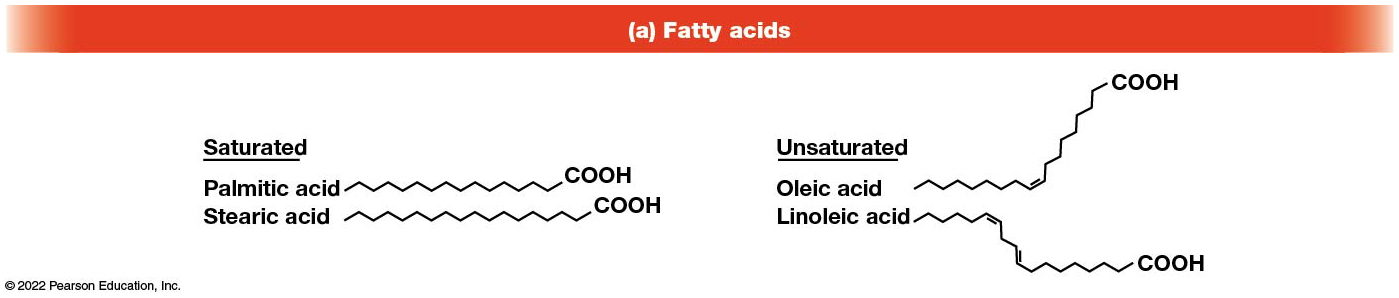 (a) Fatty acids
Saturated
Palmitic acid COOH
Stearic acid COOH
Unsaturated
Oleic acid COOH
Linoleic acid COOH
© 2022 Pearson Education, Inc.